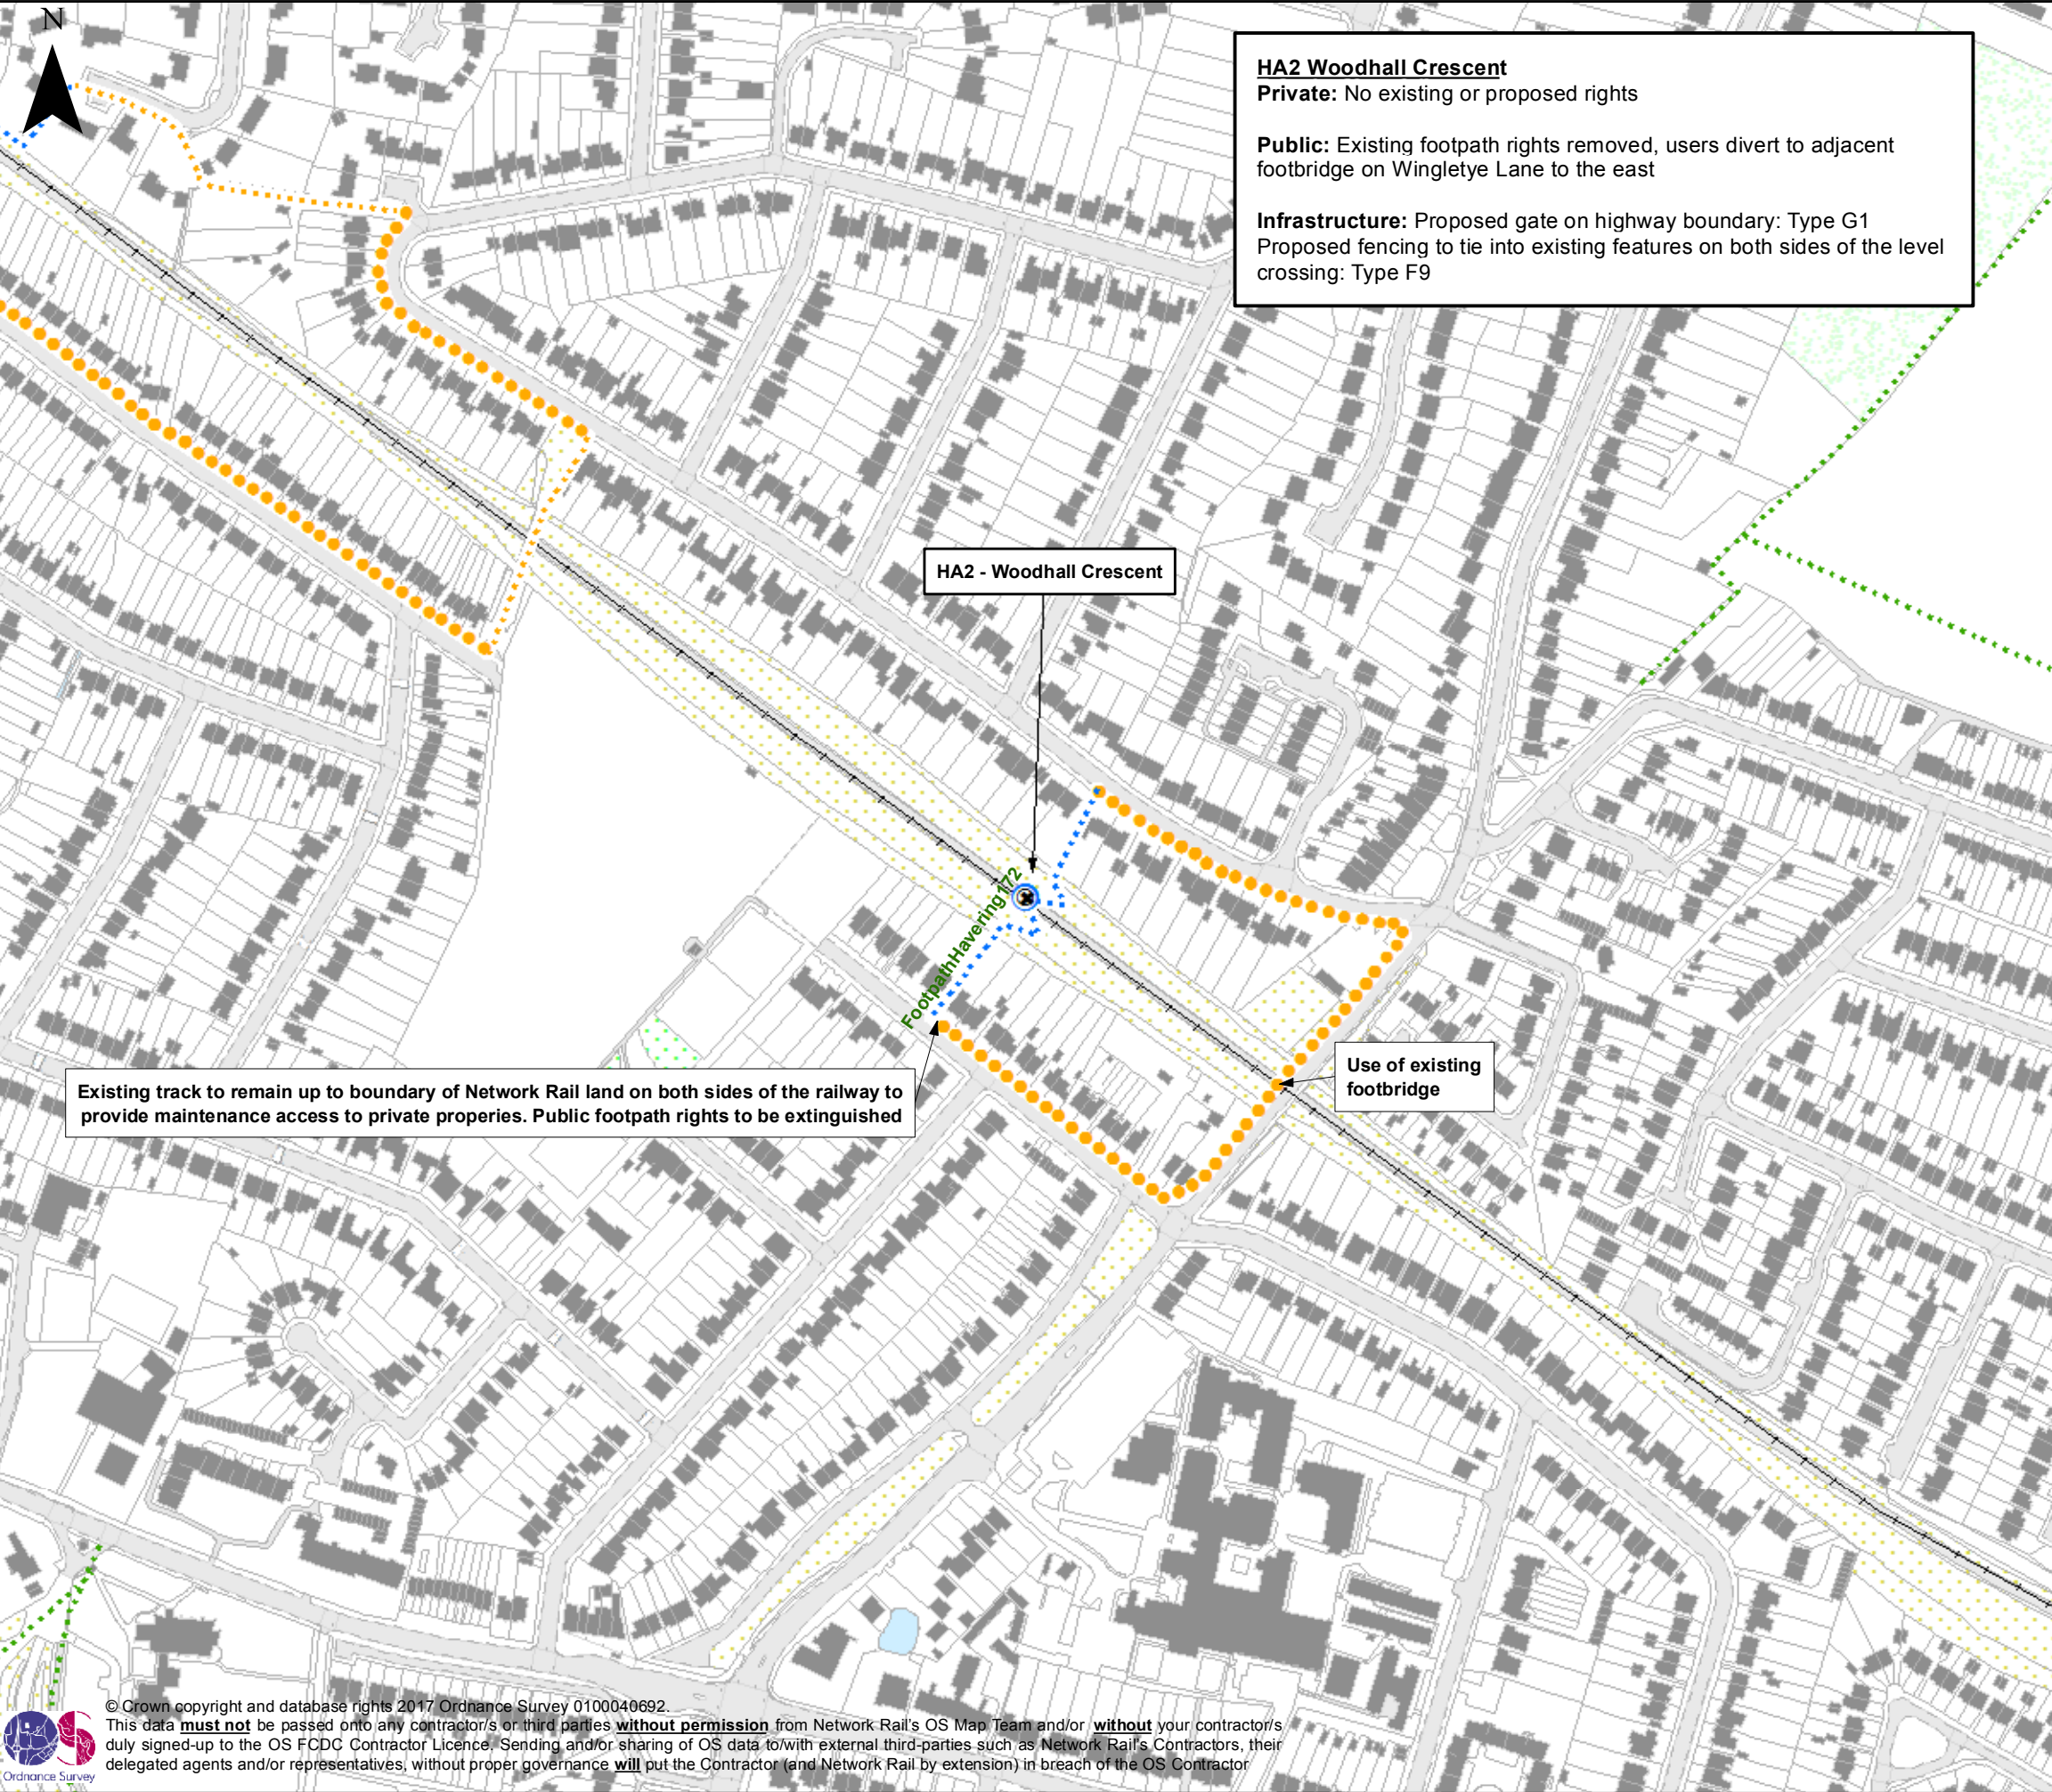 N
HA2 Woodhall Crescent
Private: No existing or proposed rights
Public: Existing footpath rights removed, users divert to adjacent
footbridge on Wingletye Lane to the east
Infrastructure: Proposed gate on highway boundary: Type G1
Proposed fencing to tie into existing features on both sides of the level
crossing: Type F9
HA2 - Woodhall Crescent
FootpathHavering172
Use of existing
footbridge
Existing track to remain up to boundary of Network Rail land on both sides of the railway to
provide maintenance access to private properies. Public footpath rights to be extinguished
© Crown copyright and database rights 2017 Ordnance Survey 0100040692.
This data must not be passed onto any contractor/s or third parties without permission from Network Rail's OS Map Team and/or without your contractor/s
duly signed-up to the OS FCDC Contractor Licence. Sending and/or sharing of OS data to/with external third-parties such as Network Rail's Contractors, their
delegated agents and/or representatives, without proper governance will put the Contractor (and Network Rail by extension) in breach of the OS Contractor
Ordnance Survey